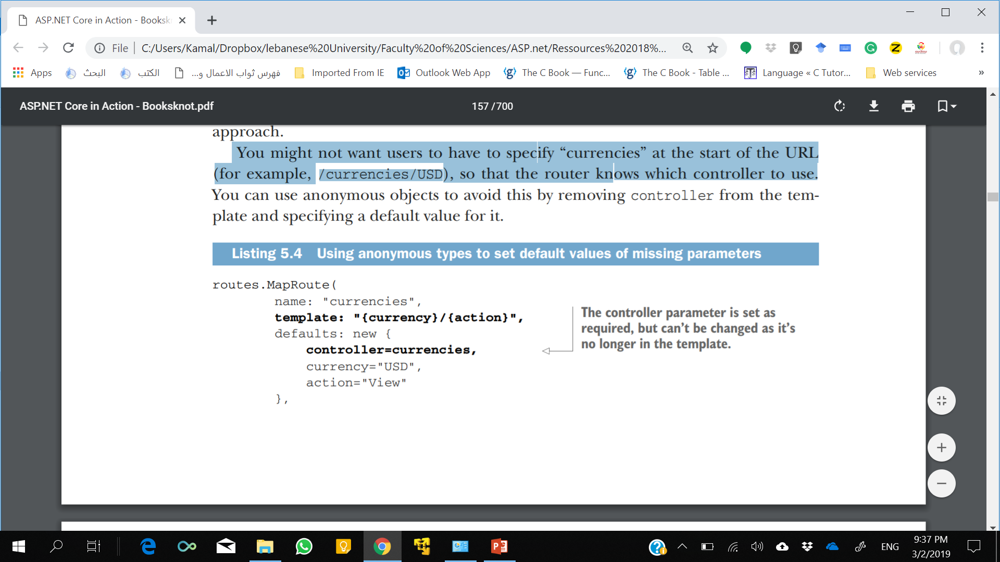 ASP.NET Core in Action - Booksk
File
C:/Users/Kamal/Dropbox/lebanese%20University/Faculty%20of%20Sciences/ASP.net/Ressources%202018%...
Apps
البحث
الكتب
فهرس ثواب الاعمال و...
Imported From IE
Outlook Web App
The C Book — Func...
The C Book - Table ...
Language « C Tutor...
Web services
»
ASP.NET Core in Action - Booksknot.pdf
157 / 700
approach.
You might not want users to have to specify “currencies” at the start of the URL
(for example, /currencies/USD), so that the router knows which controller to use.
You can use anonymous objects to avoid this by removing controller from the tem-
plate and specifying a default value for it.
Listing 5.4 Using anonymous types to set default values of missing parameters
routes.MapRoute(
name: "currencies",
template: "{currency}/{action}",
defaults: new {
controller=currencies,
currency="USD",
action="View"
},
The controller parameter is set as
required, but can’t be changed as it’s
no longer in the template.
ENG
9:37 PM
3/2/2019